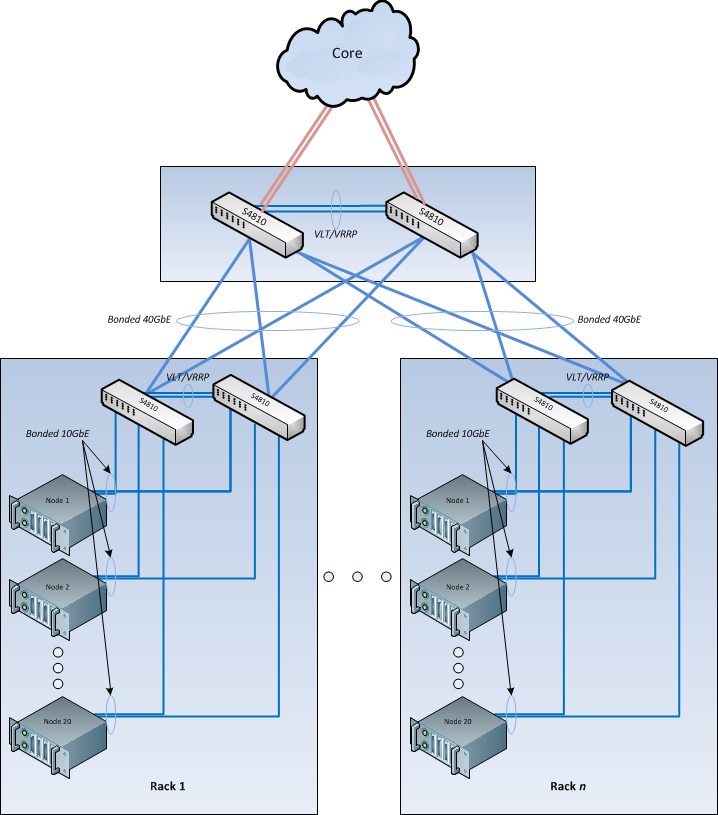 Core
S4810
S4810
VLT/VRRP
Bonded 40GbE
Bonded 40GbE
VLT/VRRP
S4810
S4810
Bonded 10GbE
Node 1
Node 2
Node 20
Rack 1
VLT/VRRP
S4810
S4810
Bonded 10GbE
Node 1
Node 2
Node 20
Rack n